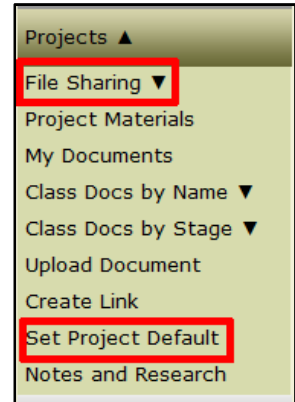 Projects ▲
File Sharing ▼
Project Materials
My Documents
Class Docs by Name ▼
Class Docs by Stage ▼
Upload Document
Create Link
Set Project Default
Notes and Research